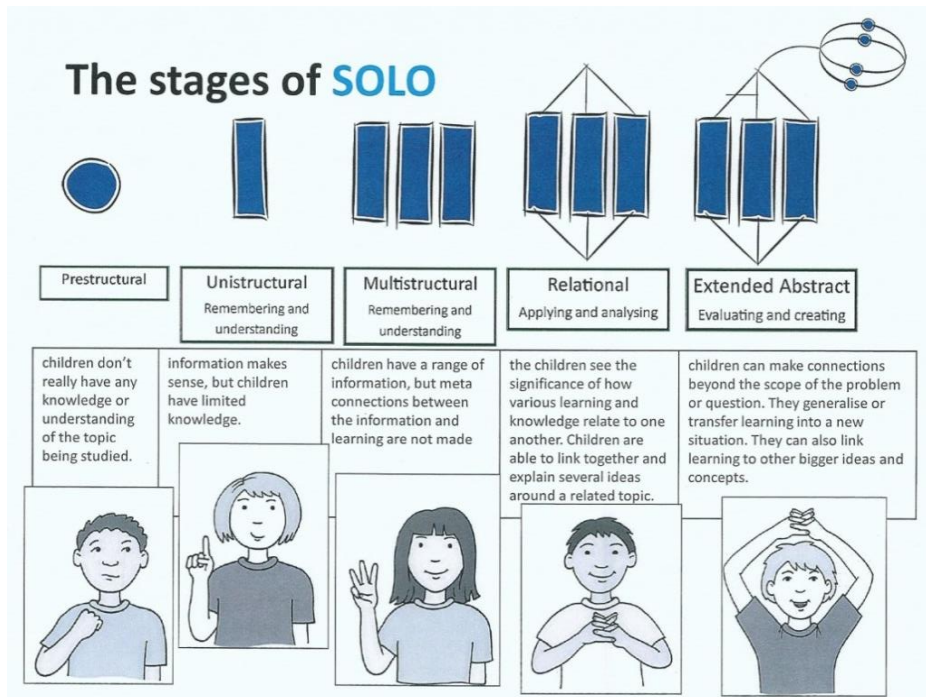 The stages of SOLO
Prestructural
Unistructural
Remembering and
understanding
Multistructural
Remembering and
understanding
Relational
Applying and analysing
Extended Abstract
Evaluating and creating
children don't
really have any
knowledge or
understanding
of the topic
being studied.
information makes
sense, but children
have limited
knowledge.
children have a range of
information, but meta
connections between
the information and
learning are not made
the children see the
significance of how
various learning and
knowledge relate to one
another. Children are
able to link together and
explain several ideas
around a related topic.
children can make connections
beyond the scope of the problem
or question. They generalise or
transfer learning into a new
situation. They can also link
learning to other bigger ideas and
concepts.